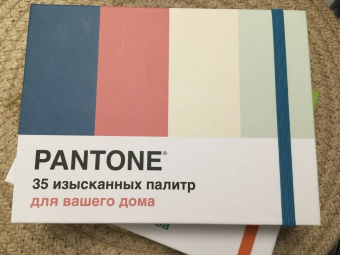 PANTONE®
35 изысканных палитр
для вашего дома